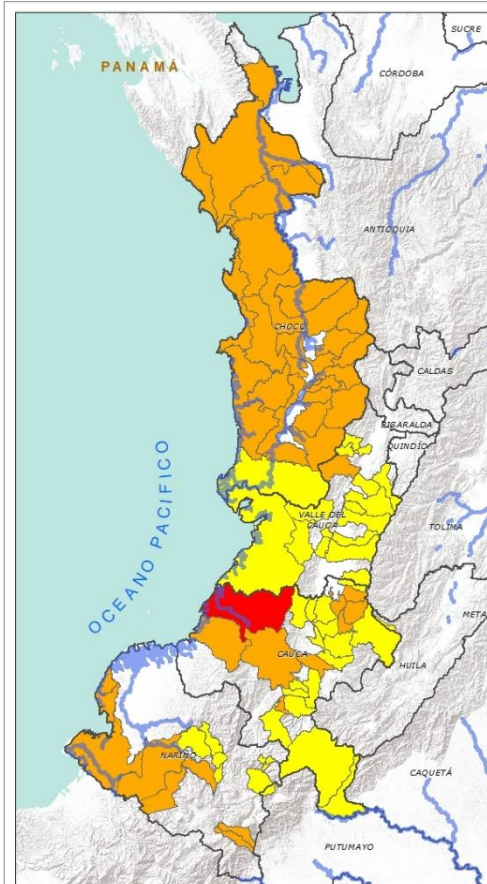 SUCRE
PANAMÁ
CÓRDOBA
ANTIOQUIA
CHOCÓ
CALDAS
RISARALDA
QUINDÍO
OCEANO PACÍFICO
VALLE DEL
CAUCA
TOLIMA
META
CAUCA
HUILA
NARIÑO
CAQUETÁ
PUTUMAYO